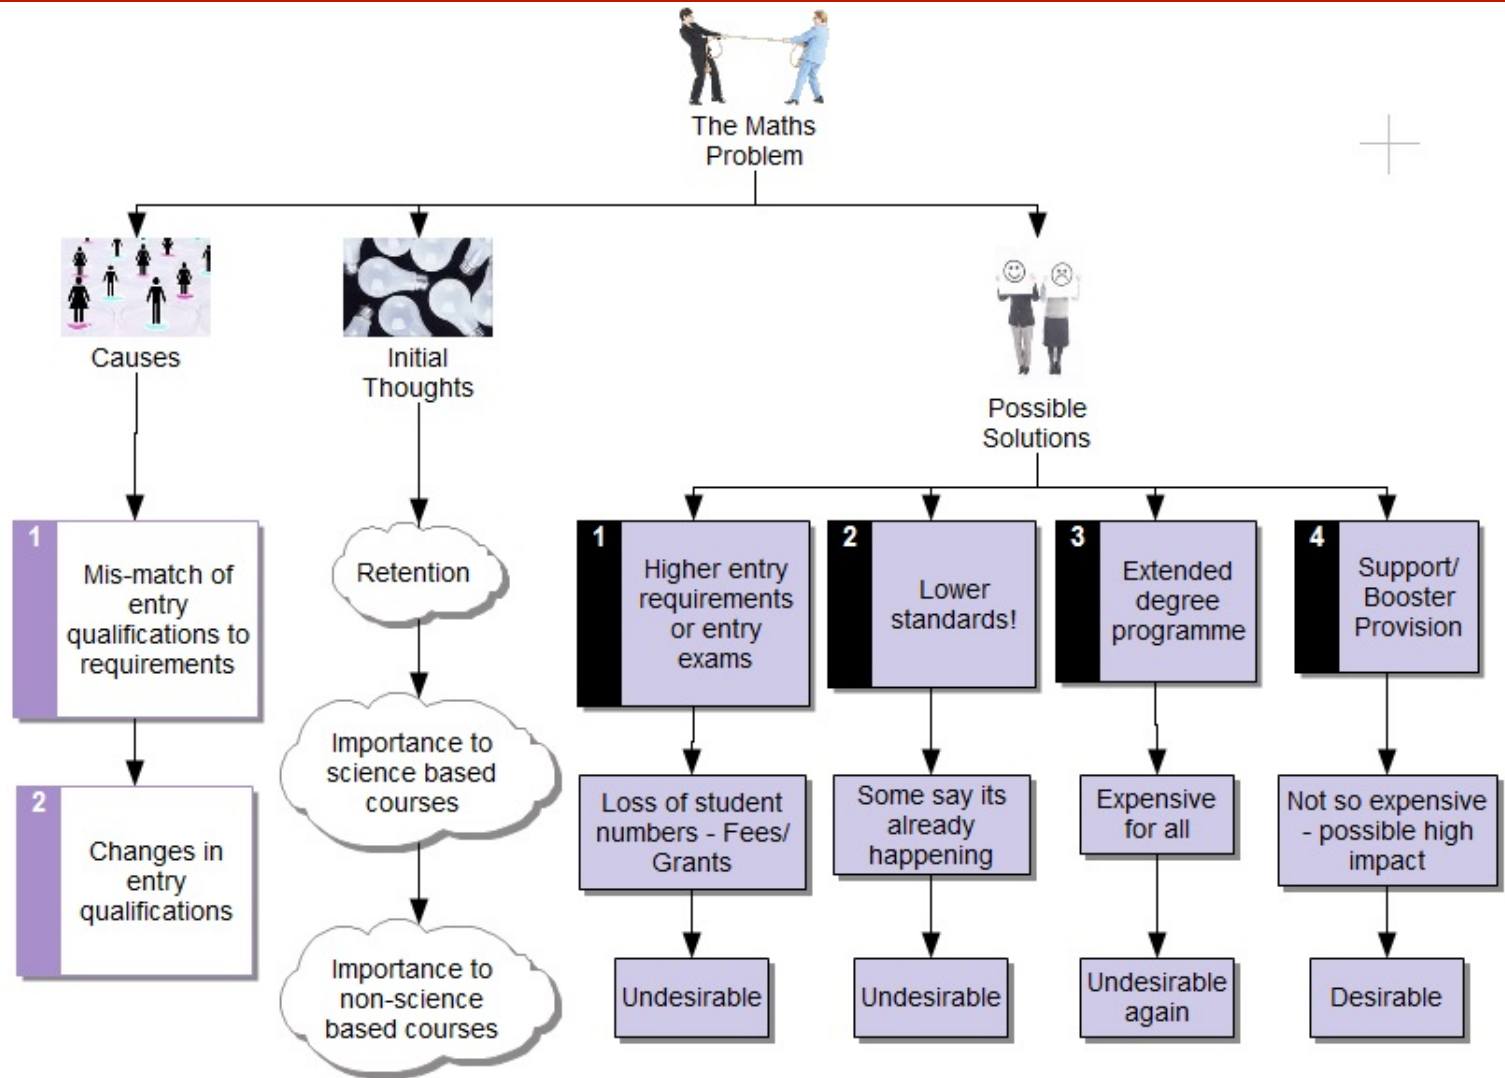 The Maths
Problem
Causes
Initial
Thoughts
Possible
Solutions
1
Mis-match of
entry
qualifications to
requirements
2
Changes in
entry
qualifications
Retention
Importance to
science based
courses
Importance to
non-science
based courses
1
Higher entry
requirements
or entry
exams
Loss of student
numbers - Fees/
Grants
Undesirable
2
Lower
standards!
Some say its
already
happening
Undesirable
3
Extended
degree
programme
Expensive
for all
Undesirable
again
4
Support/
Booster
Provision
Not so expensive
- possible high
impact
Desirable